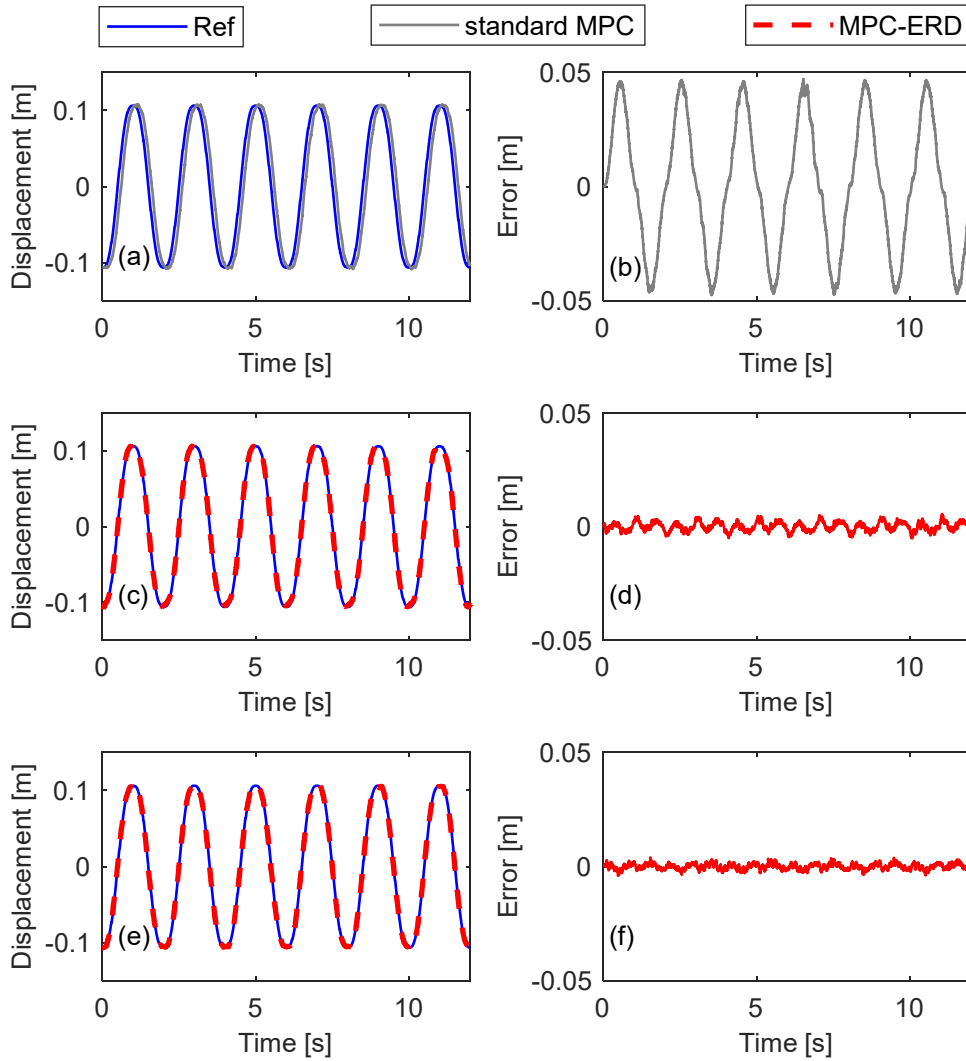 Ref
standard MPC
MPC-ERD
Displacement [m]
0.1
0
-0.1
(a)
0
5
10
Time [s]
Error [m]
0.05
0
-0.05
(b)
0
5
10
Time [s]
Displacement [m]
0.1
0
-0.1
(c)
0
5
10
Time [s]
Error [m]
0.05
0
-0.05
(d)
0
5
10
Time [s]
Displacement [m]
0.1
0
-0.1
(e)
0
5
10
Time [s]
Error [m]
0.05
0
-0.05
(f)
0
5
10
Time [s]